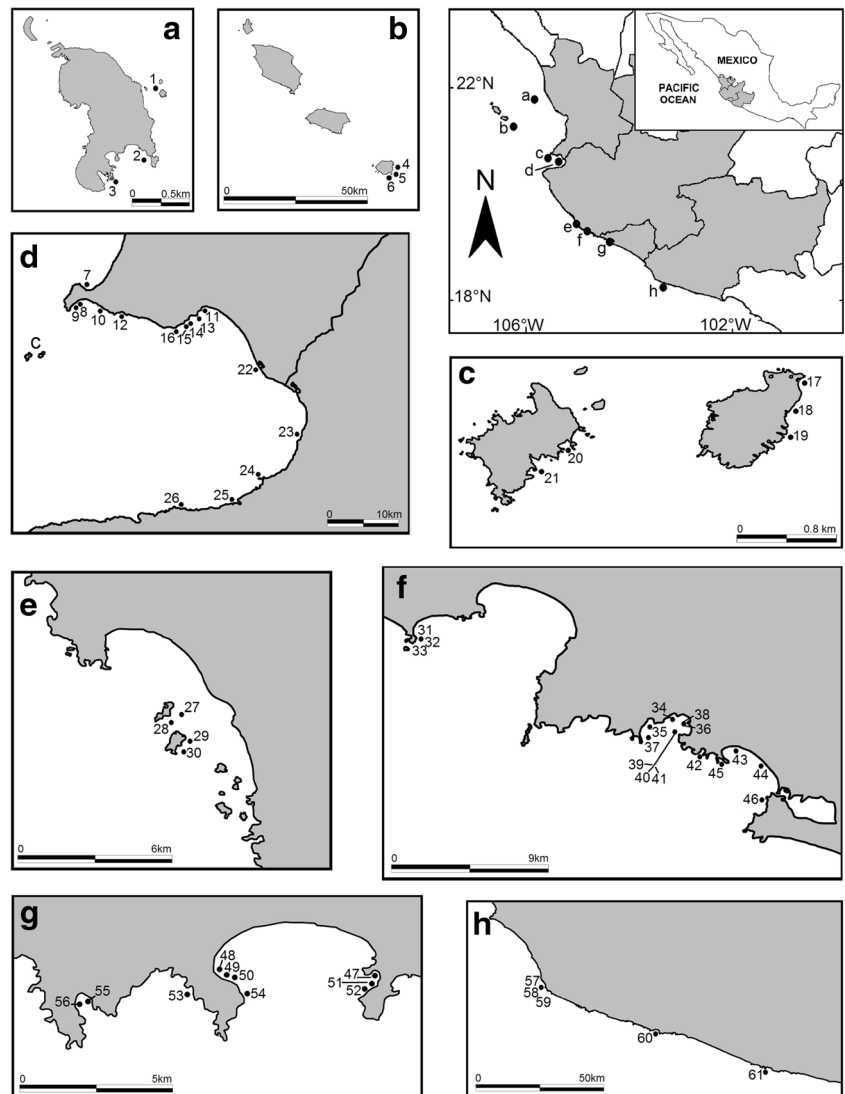 a
1
2
3
0 0.5km
b
4
5
6
0 50km
MEXICO
PACIFIC
OCEAN
22°N
a
b
c
d
N
e
f
g
h
18°N
106°W 102°W
d
7
8
9
10 12
11
13
14
15
16
C
22
23
24
25
26
0 10km
c
17
18
19
20
21
0 0.8 km
e
27
28
29
30
0 6km
f
31
32
33
34
38
35 36
37
39
40 41
42 45
43
44
46
0 9km
g
48
49
50
47
51
52
53 54
55
56
0 5km
h
57
58
59
60
61
0 50km